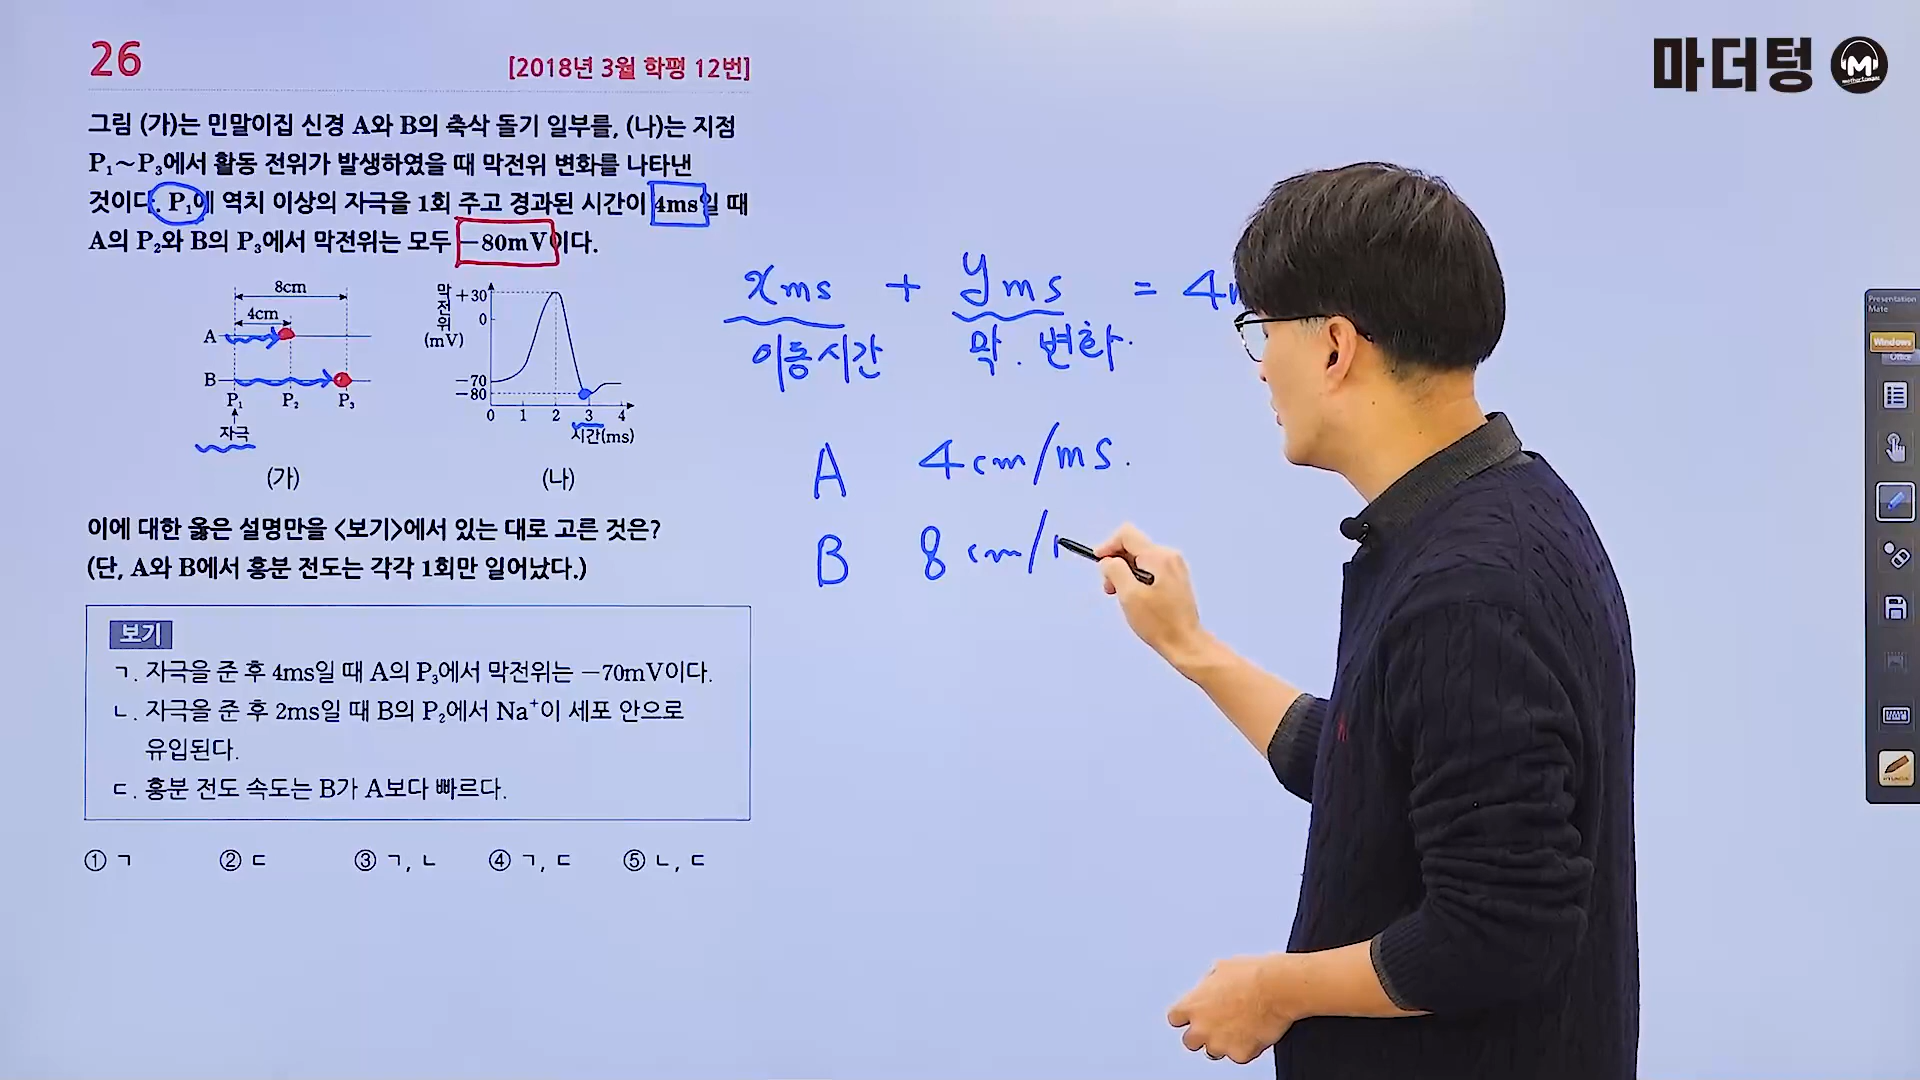 26
[2018년 3월 학평 12번]
마더텅
그림 (가)는 민말이집 신경 A와 B의 축삭 돌기 일부를, (나)는 지점
P₁~P₃에서 활동 전위가 발생하였을 때 막전위 변화를 나타낸
것이다. P₁에 역치 이상의 자극을 1회 주고 경과된 시간이 4ms일 때
A의 P₂와 B의 P₃에서 막전위는 모두 −80mV이다.
8cm
4cm
A
B
P₁ P₂ P₃
자극
(가)
막전위
(mV)
+30
0
−70
−80
0 1 2 3 4
시간(ms)
(나)
xms + yms = 4
이동시간 막. 변화.
A 4cm/ms.
B 8cm/
이에 대한 옳은 설명만을 <보기>에서 있는 대로 고른 것은?
(단, A와 B에서 흥분 전도는 각각 1회만 일어났다.)
보기
ㄱ. 자극을 준 후 4ms일 때 A의 P₃에서 막전위는 −70mV이다.
ㄴ. 자극을 준 후 2ms일 때 B의 P₂에서 Na⁺이 세포 안으로
유입된다.
ㄷ. 흥분 전도 속도는 B가 A보다 빠르다.
① ㄱ ② ㄷ ③ ㄱ, ㄴ ④ ㄱ, ㄷ ⑤ ㄴ, ㄷ
Presentation
Mate
Windows
Office